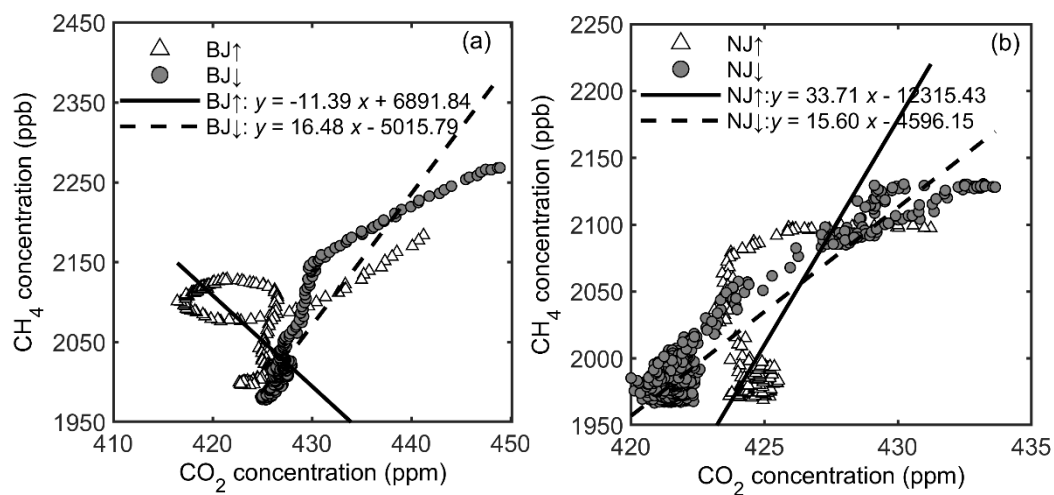 (a)
BJ↑
BJ↓
BJ↑: y = -11.39 x + 6891.84
BJ↓: y = 16.48 x - 5015.79
2450
2350
2250
2150
2050
1950
CH4 concentration (ppb)
410 420 430 440 450
CO2 concentration (ppm)
(b)
NJ↑
NJ↓
NJ↑:y = 33.71 x - 12315.43
NJ↓:y = 15.60 x - 4596.15
2250
2200
2150
2100
2050
2000
1950
CH4 concentration (ppb)
420 425 430 435
CO2 concentration (ppm)